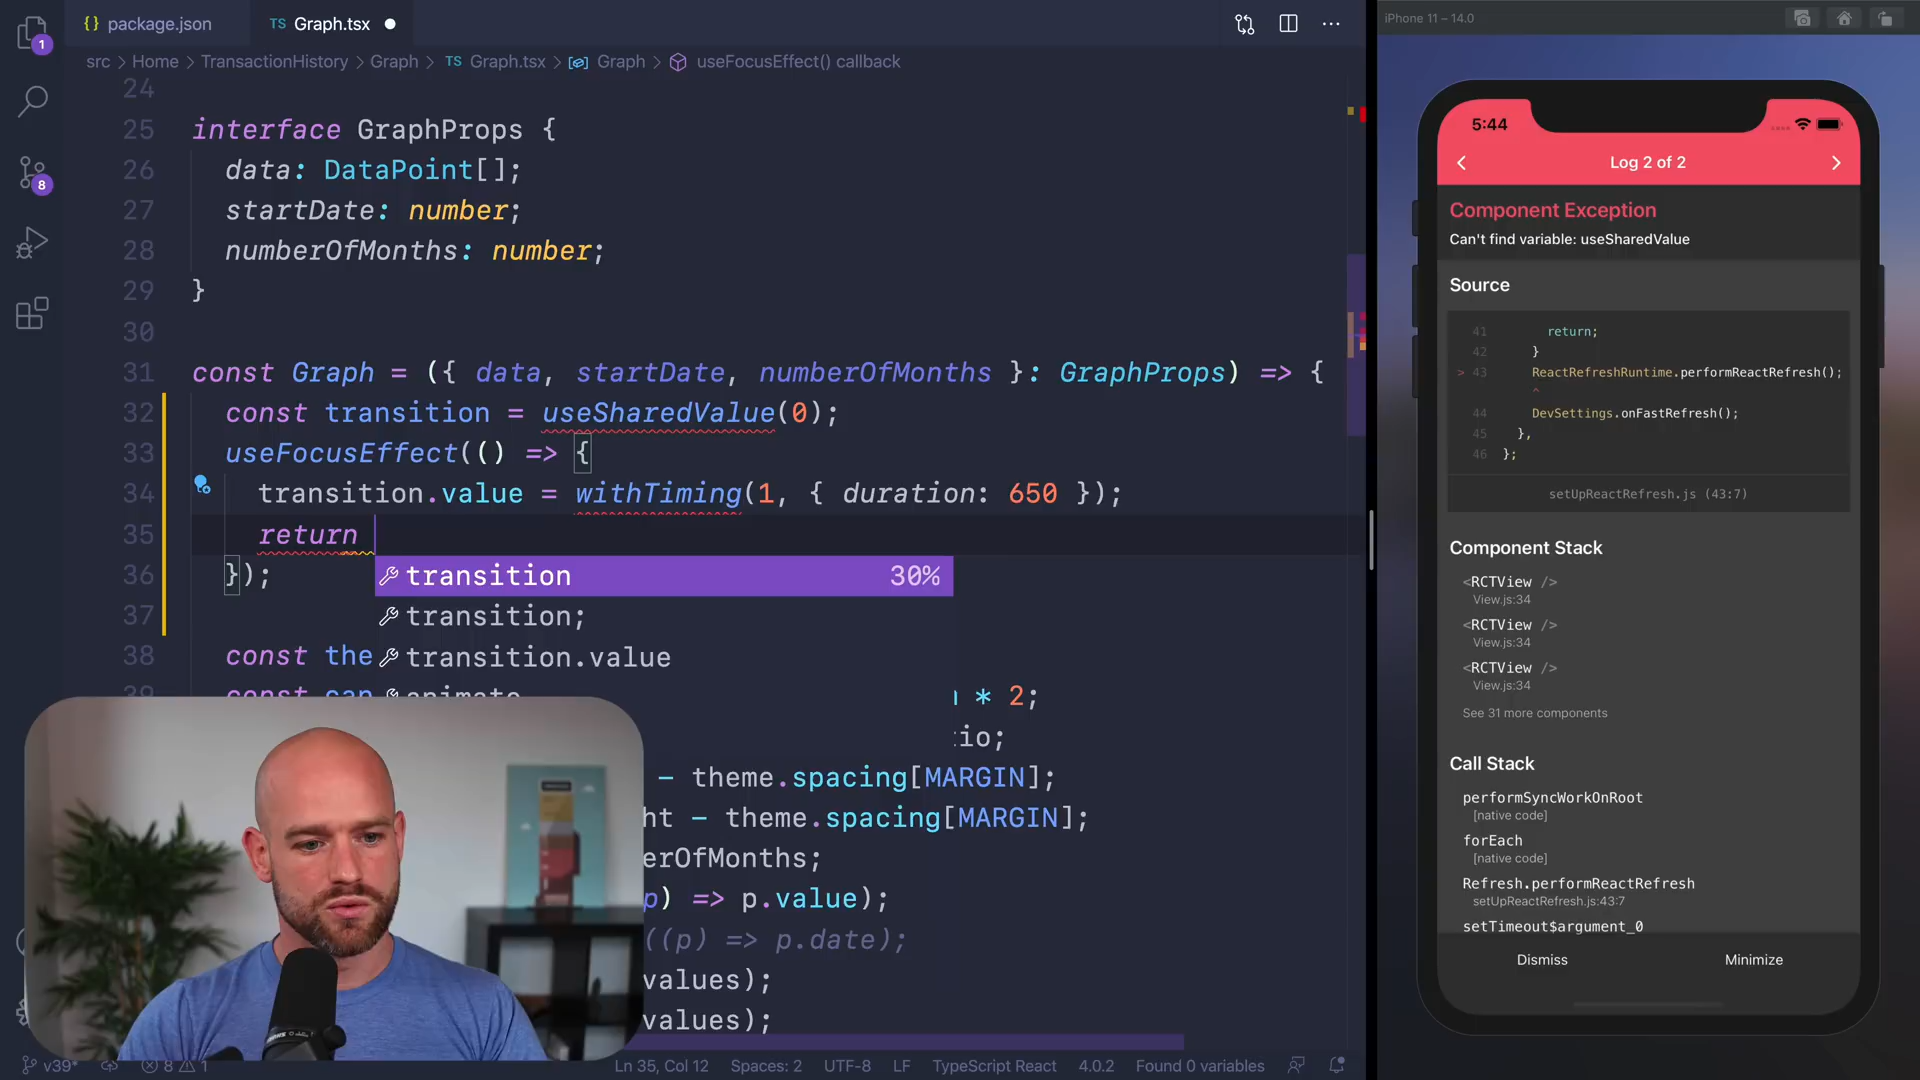 package.json
TS Graph.tsx
src > Home > TransactionHistory > Graph > TS Graph.tsx > Graph > useFocusEffect() callback
24
25 interface GraphProps {
26 data: DataPoint[];
27 startDate: number;
28 numberOfMonths: number;
29 }
30
31 const Graph = ({ data, startDate, numberOfMonths }: GraphProps) => {
32 const transition = useSharedValue(0);
33 useFocusEffect(() => {
34 transition.value = withTiming(1, { duration: 650 });
35 return
36 });
transition 30%
37
transition;
38 const the
transition.value
animate
* 2;
io;
- theme.spacing[MARGIN];
ht - theme.spacing[MARGIN];
erOfMonths;
p) => p.value);
((p) => p.date);
values);
values);
1
8
v39* 8 1
Ln 35, Col 12 Spaces: 2 UTF-8 LF TypeScript React 4.0.2 Found 0 variables
iPhone 11 – 14.0
5:44
Log 2 of 2
Component Exception
Can't find variable: useSharedValue
Source
41 return;
42 }
> 43 ReactRefreshRuntime.performReactRefresh();
^
44 DevSettings.onFastRefresh();
45 },
46 };
setUpReactRefresh.js (43:7)
Component Stack
<RCTView />
View.js:34
<RCTView />
View.js:34
<RCTView />
View.js:34
See 31 more components
Call Stack
performSyncWorkOnRoot
[native code]
forEach
[native code]
Refresh.performReactRefresh
setUpReactRefresh.js:43:7
setTimeout$argument_0
Dismiss
Minimize